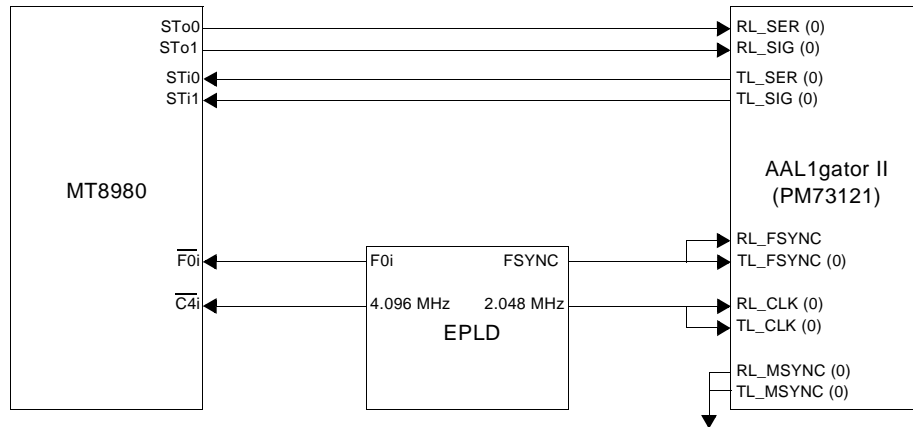 STo0
STo1
STi0
STi1
MT8980
F0i
C4i
F0i
FSYNC
4.096 MHz
2.048 MHz
EPLD
RL_SER (0)
RL_SIG (0)
TL_SER (0)
TL_SIG (0)
AAL1gator II
(PM73121)
RL_FSYNC
TL_FSYNC (0)
RL_CLK (0)
TL_CLK (0)
RL_MSYNC (0)
TL_MSYNC (0)